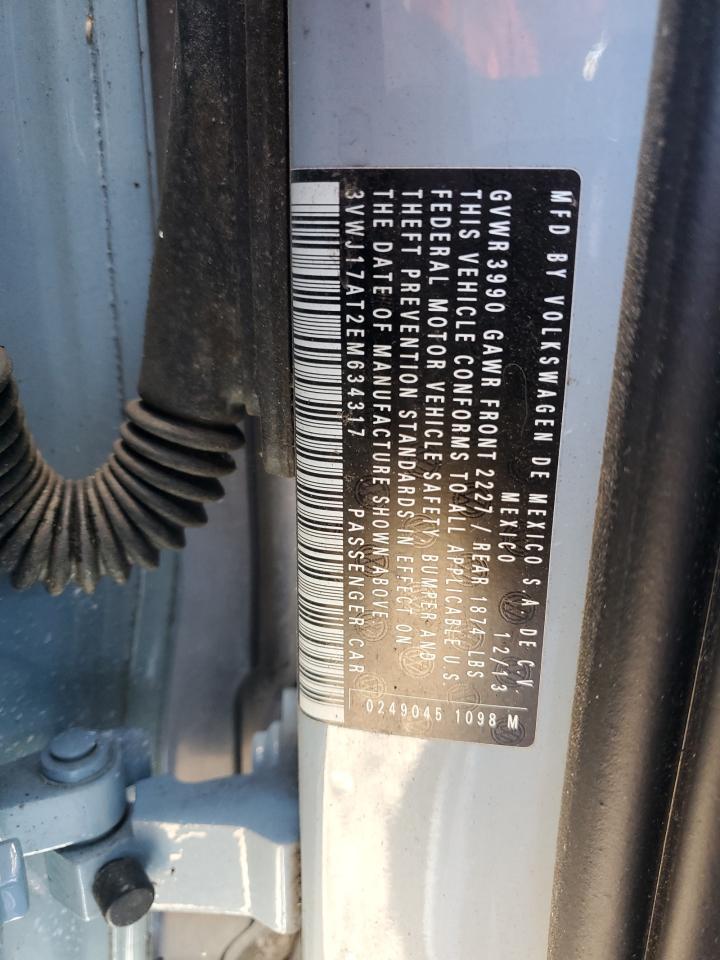 MFD BY VOLKSWAGEN DE MEXICO S.A. DE C.V.
MEXICO 12/13
GVWR3990 GAWR FRONT 2227 / REAR 1874 LBS
THIS VEHICLE CONFORMS TO ALL APPLICABLE U.S
FEDERAL MOTOR VEHICLE SAFETY, BUMPER AND
THEFT PREVENTION STANDARDS IN EFFECT ON
THE DATE OF MANUFACTURE SHOWN ABOVE
3VWJ17AT2EM634317 PASSENGER CAR
0249045 1098 M